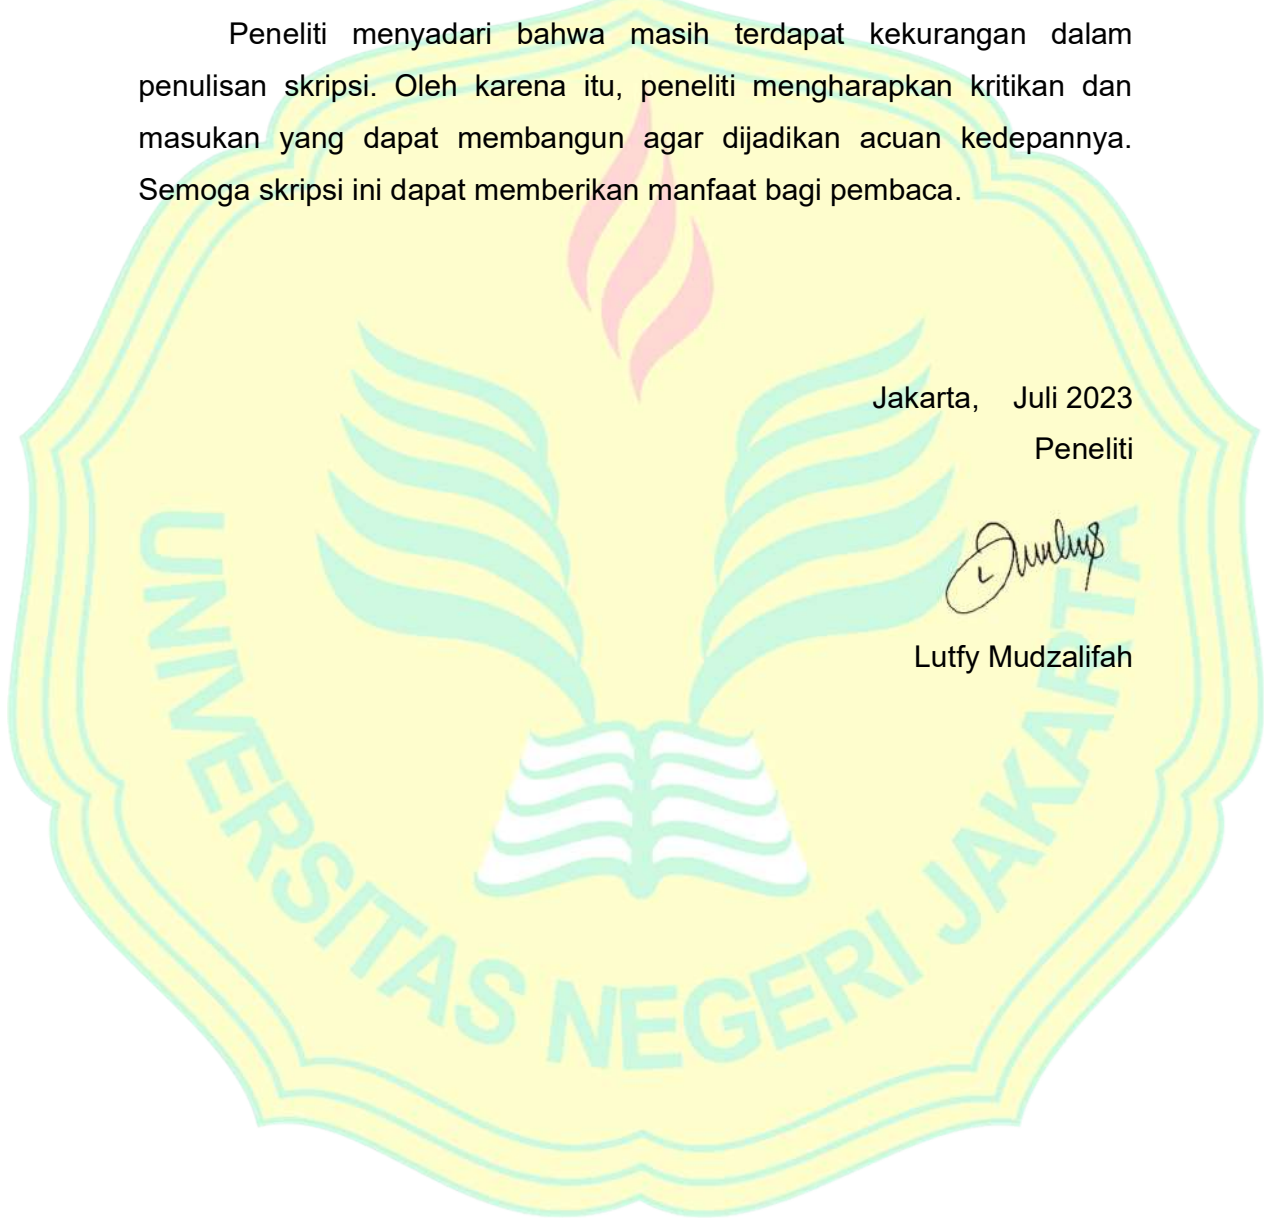 Peneliti menyadari bahwa masih terdapat kekurangan dalam
penulisan skripsi. Oleh karena itu, peneliti mengharapkan kritikan dan
masukan yang dapat membangun agar dijadikan acuan kedepannya.
Semoga skripsi ini dapat memberikan manfaat bagi pembaca.
Jakarta, Juli 2023
Peneliti
Lutfy Mudzalifah
UNIVERSITAS NEGERI JAKARTA